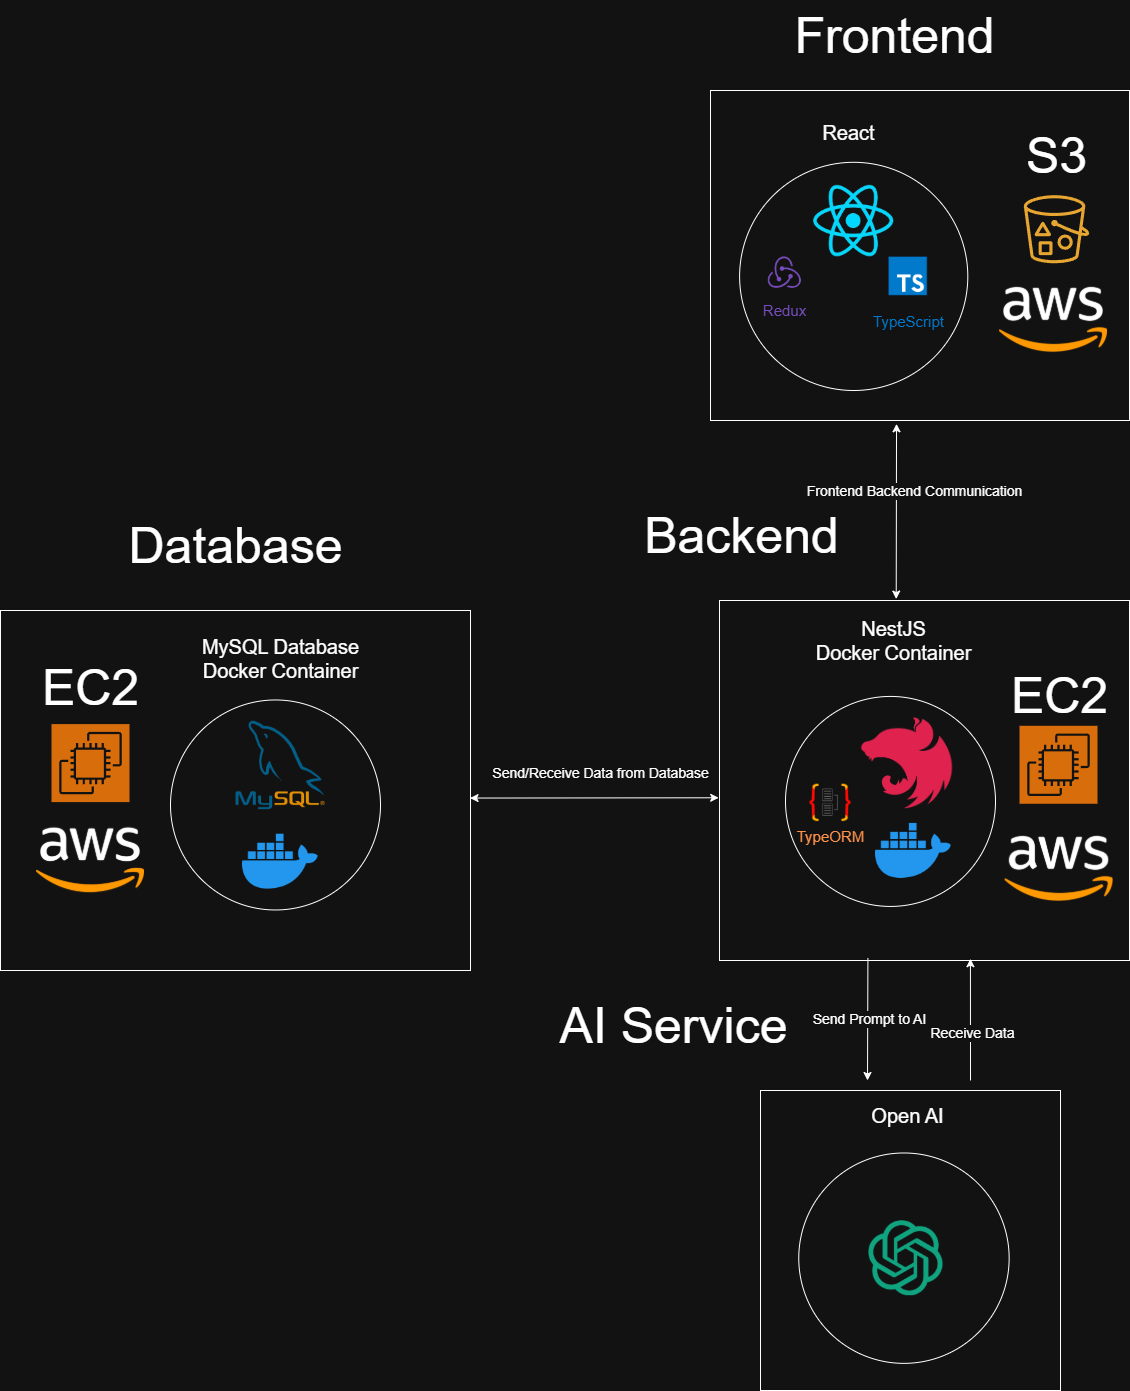 Frontend
React
S3
Redux
TS
TypeScript
aws
Frontend Backend Communication
Backend
Database
NestJS
Docker Container
MySQL Database
Docker Container
EC2
EC2
MySQL
aws
Send/Receive Data from Database
TypeORM
aws
AI Service
Send Prompt to AI
Receive Data
Open AI